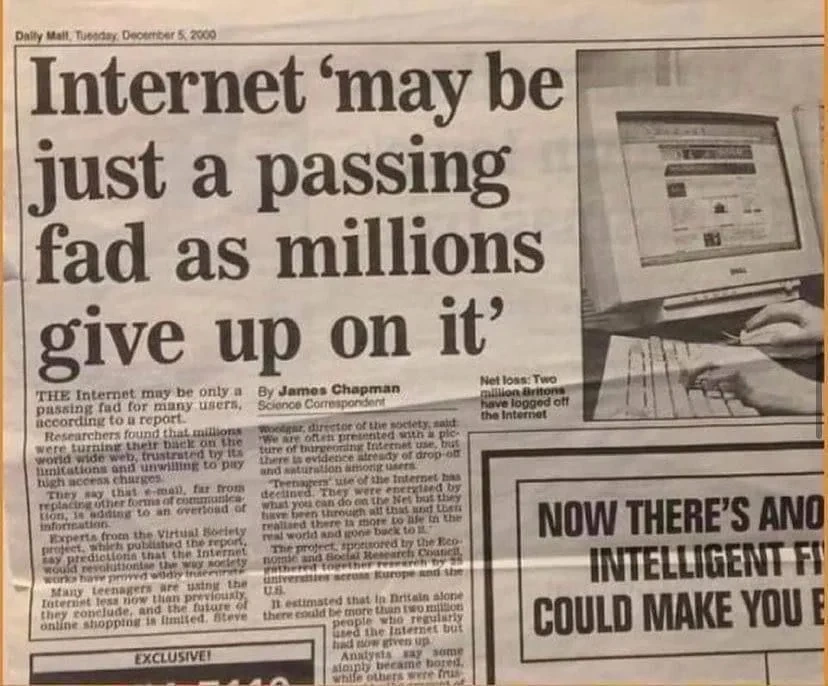 Daily Mail, Tuesday, December 5, 2000
Internet ‘may be
just a passing
fad as millions
give up on it’
THE Internet may be only a
passing fad for many users,
according to a report.
Researchers found that millions
were turning their back on the
world wide web, frustrated by its
limitations and unwilling to pay
high access charges.
They say that e-mail, far from
replacing other forms of communica-
tion, is adding to an overload of
information.
Experts from the Virtual Society
project, which published the report,
say predictions that the Internet
would revolutionise the way society
works have proved wildly inaccurate.
Many teenagers are using the
Internet less now than previously,
they conclude, and the future of
online shopping is limited. Steve
By James Chapman
Science Correspondent
Woolgar, director of the society, said:
‘We are often presented with a pic-
ture of burgeoning Internet use, but
there is evidence already of drop-off
and saturation among users.
‘Teenagers’ use of the Internet has
declined. They were energised by
what you can do on the Net but they
have been through all that and then
realised there is more to life in the
real world and gone back to it.’
The project, sponsored by the Eco-
nomic and Social Research Council,
gathered together research by 25
universities across Europe and the
U.S.
It estimated that in Britain alone
there could be more than two million
people who regularly
used the Internet but
had now given up.
Analysts say some
simply became bored,
while others were frus-
Net loss: Two
million Britons
have logged off
the Internet
DELL
EXCLUSIVE!
NOW THERE'S ANO
INTELLIGENT FI
COULD MAKE YOU